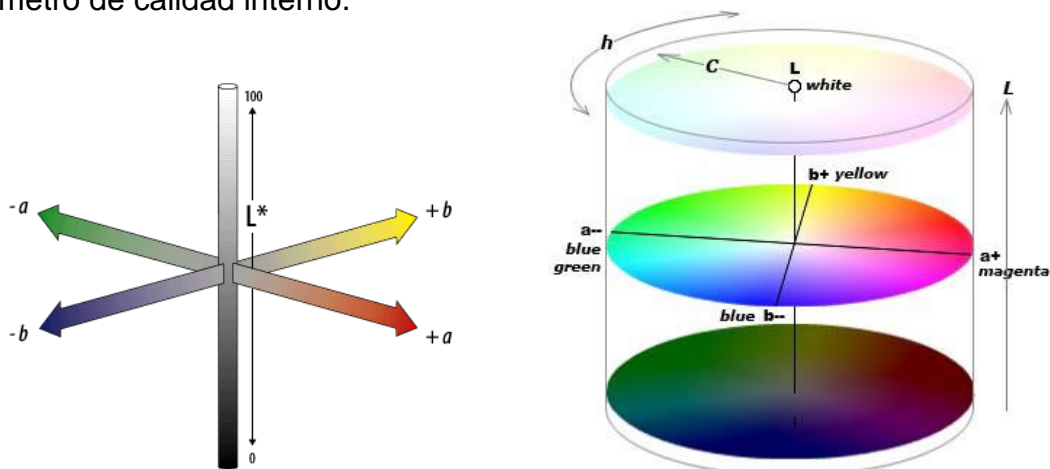 metro de calidad interno.
100
L*
-a
+b
-b
+a
0
h
C
L
white
L
b+ yellow
a--
blue
green
a+
magenta
blue b--